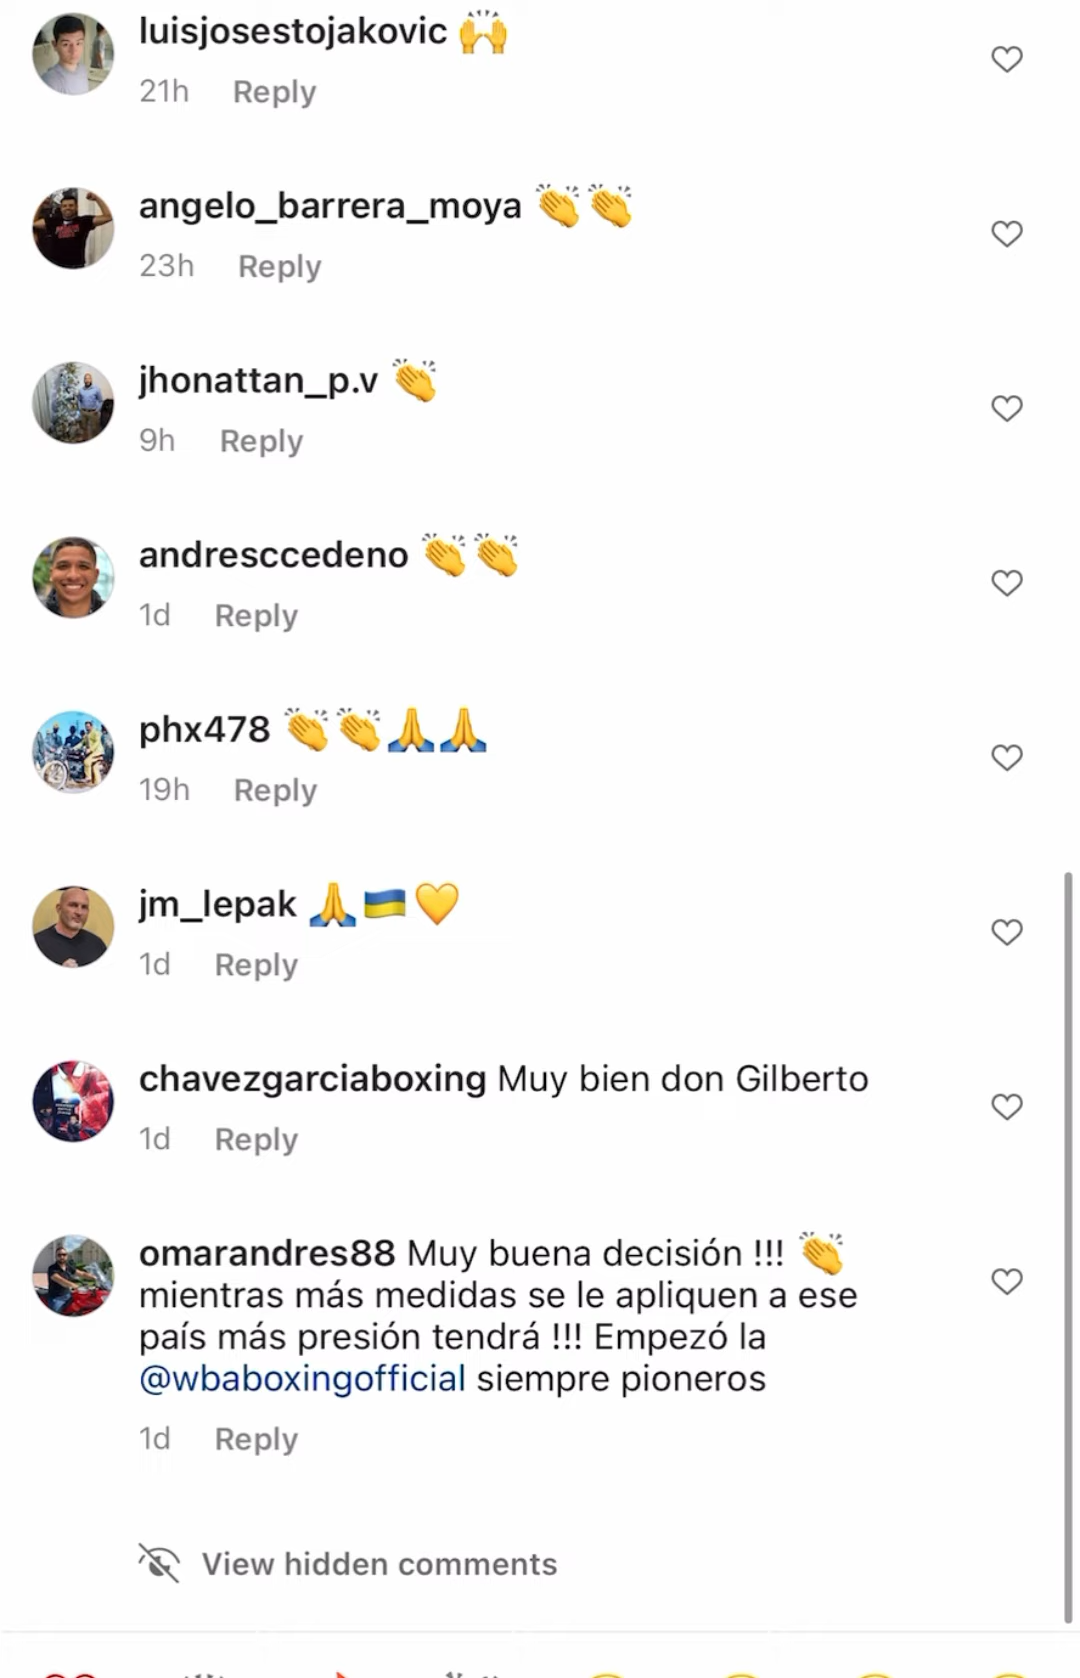 luisjosestojakovic 🙌
21h Reply
angelo_barrera_moya 👏👏
23h Reply
jhonattan_p.v 👏
9h Reply
andresccedeno 👏👏
1d Reply
phx478 👏👏🙏🙏
19h Reply
jm_lepak 🙏🇺🇦💛
1d Reply
chavezgarciaboxing Muy bien don Gilberto
1d Reply
omarandres88 Muy buena decisión !!! 👏
mientras más medidas se le apliquen a ese
país más presión tendrá !!! Empezó la
@wbaboxingofficial siempre pioneros
1d Reply
View hidden comments